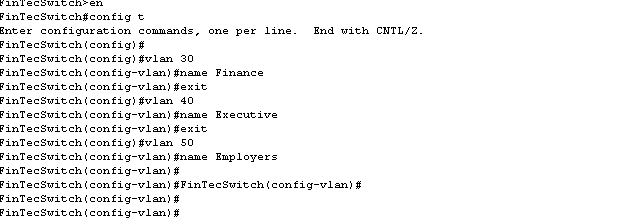 FinTecSwitch>en
FinTecSwitch#config t
Enter configuration commands, one per line.  End with CNTL/Z.
FinTecSwitch(config)#
FinTecSwitch(config)#vlan 30
FinTecSwitch(config-vlan)#name Finance
FinTecSwitch(config-vlan)#exit
FinTecSwitch(config)#vlan 40
FinTecSwitch(config-vlan)#name Executive
FinTecSwitch(config-vlan)#exit
FinTecSwitch(config)#vlan 50
FinTecSwitch(config-vlan)#name Employers
FinTecSwitch(config-vlan)#
FinTecSwitch(config-vlan)#FinTecSwitch(config-vlan)#
FinTecSwitch(config-vlan)#
FinTecSwitch(config-vlan)#